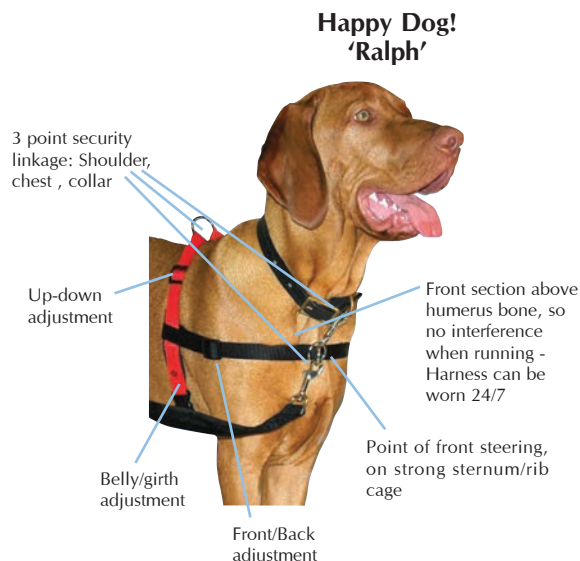 Happy Dog!
‘Ralph’
3 point security
linkage: Shoulder,
chest , collar
Up-down
adjustment
Front section above
humerus bone, so
no interference
when running -
Harness can be
worn 24/7
Point of front steering,
on strong sternum/rib
cage
Belly/girth
adjustment
Front/Back
adjustment